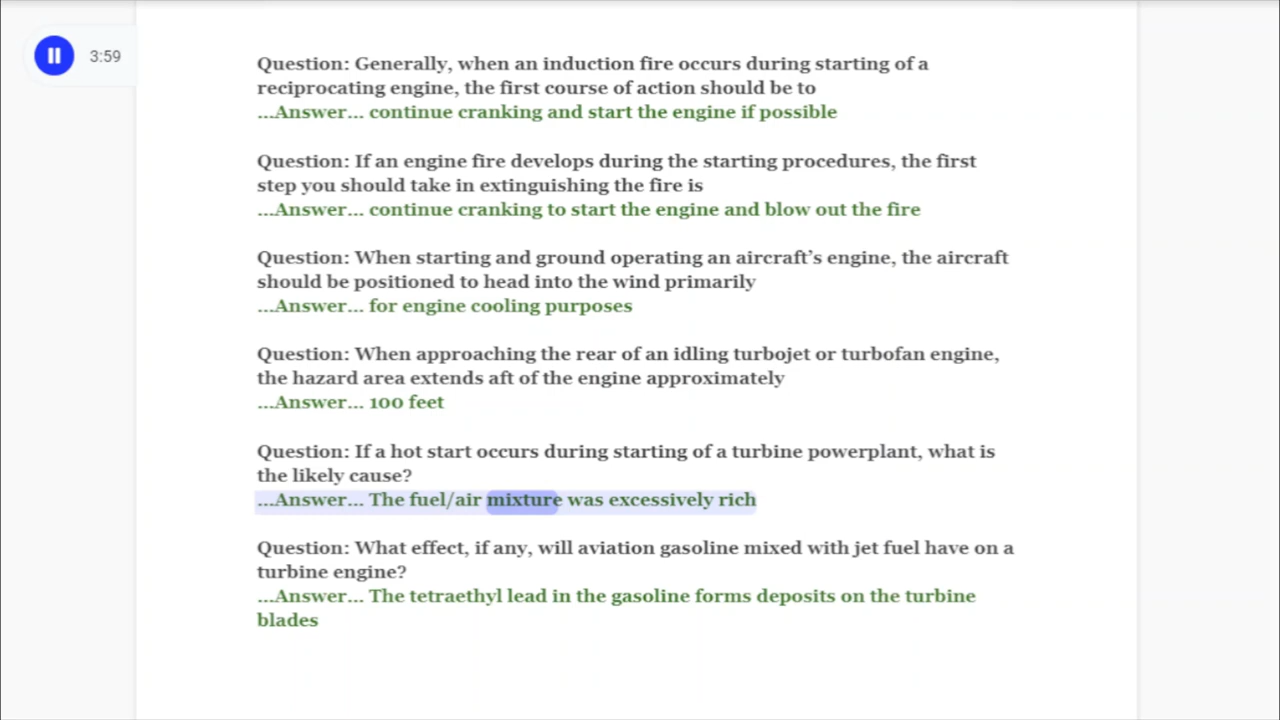 3:59
Question: Generally, when an induction fire occurs during starting of a
reciprocating engine, the first course of action should be to
...Answer... continue cranking and start the engine if possible
Question: If an engine fire develops during the starting procedures, the first
step you should take in extinguishing the fire is
...Answer... continue cranking to start the engine and blow out the fire
Question: When starting and ground operating an aircraft’s engine, the aircraft
should be positioned to head into the wind primarily
...Answer... for engine cooling purposes
Question: When approaching the rear of an idling turbojet or turbofan engine,
the hazard area extends aft of the engine approximately
...Answer... 100 feet
Question: If a hot start occurs during starting of a turbine powerplant, what is
the likely cause?
...Answer... The fuel/air mixture was excessively rich
Question: What effect, if any, will aviation gasoline mixed with jet fuel have on a
turbine engine?
...Answer... The tetraethyl lead in the gasoline forms deposits on the turbine
blades